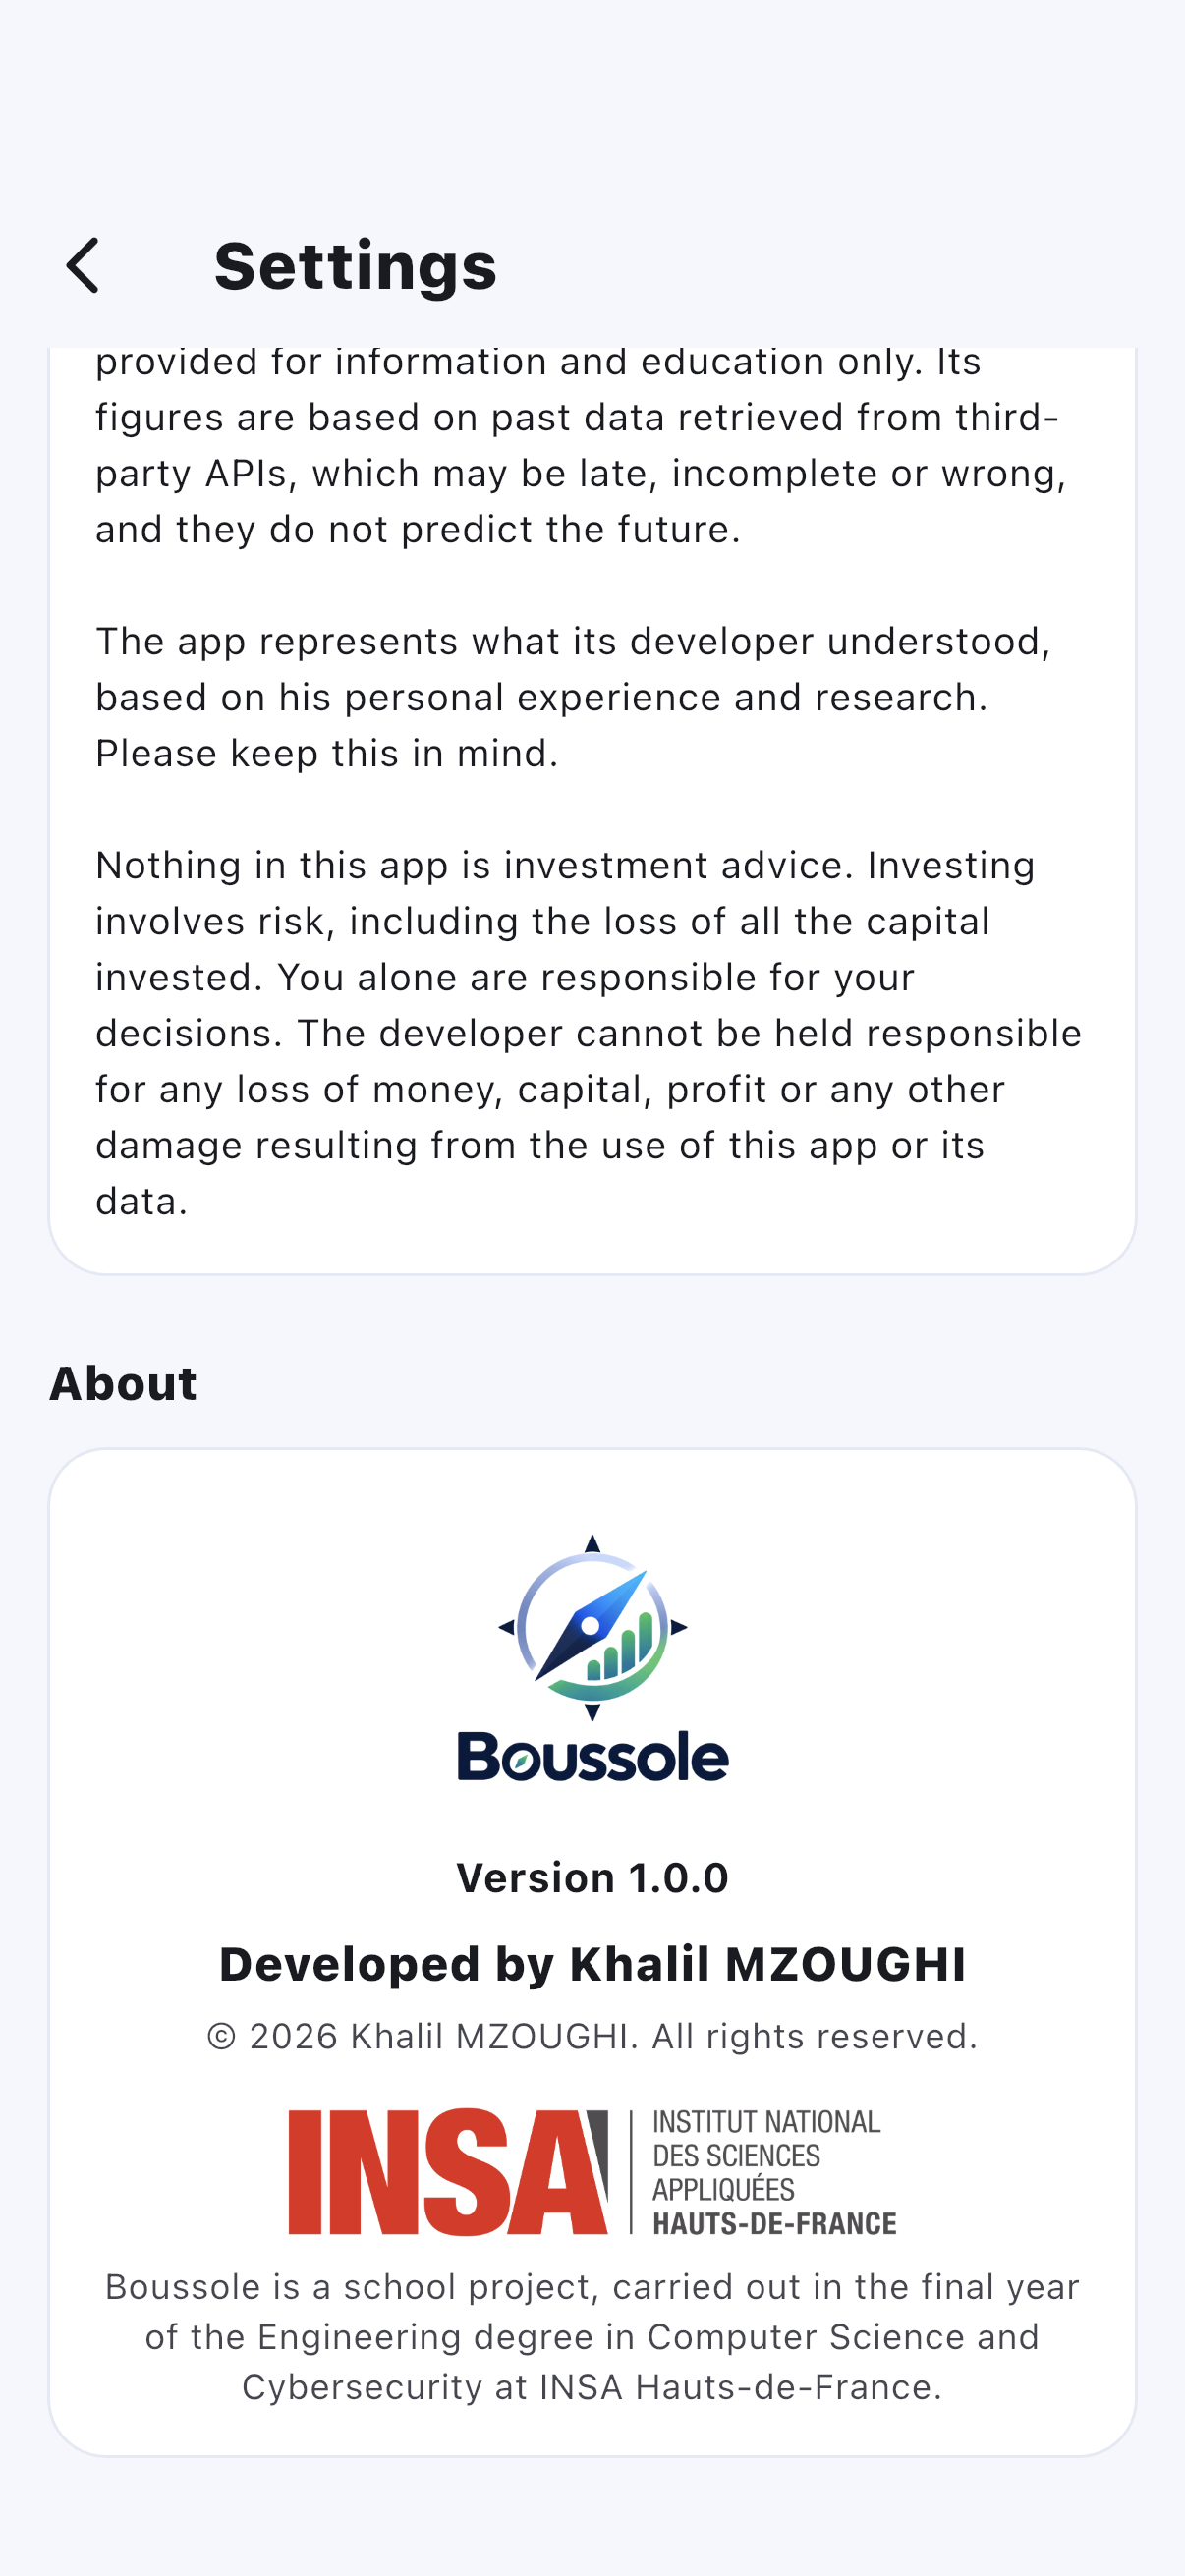 Settings
provided for information and education only. Its
figures are based on past data retrieved from third-
party APIs, which may be late, incomplete or wrong,
and they do not predict the future.
The app represents what its developer understood,
based on his personal experience and research.
Please keep this in mind.
Nothing in this app is investment advice. Investing
involves risk, including the loss of all the capital
invested. You alone are responsible for your
decisions. The developer cannot be held responsible
for any loss of money, capital, profit or any other
damage resulting from the use of this app or its
data.
About
Boussole
Version 1.0.0
Developed by Khalil MZOUGHI
© 2026 Khalil MZOUGHI. All rights reserved.
INSA
INSTITUT NATIONAL
DES SCIENCES
APPLIQUÉES
HAUTS-DE-FRANCE
Boussole is a school project, carried out in the final year
of the Engineering degree in Computer Science and
Cybersecurity at INSA Hauts-de-France.